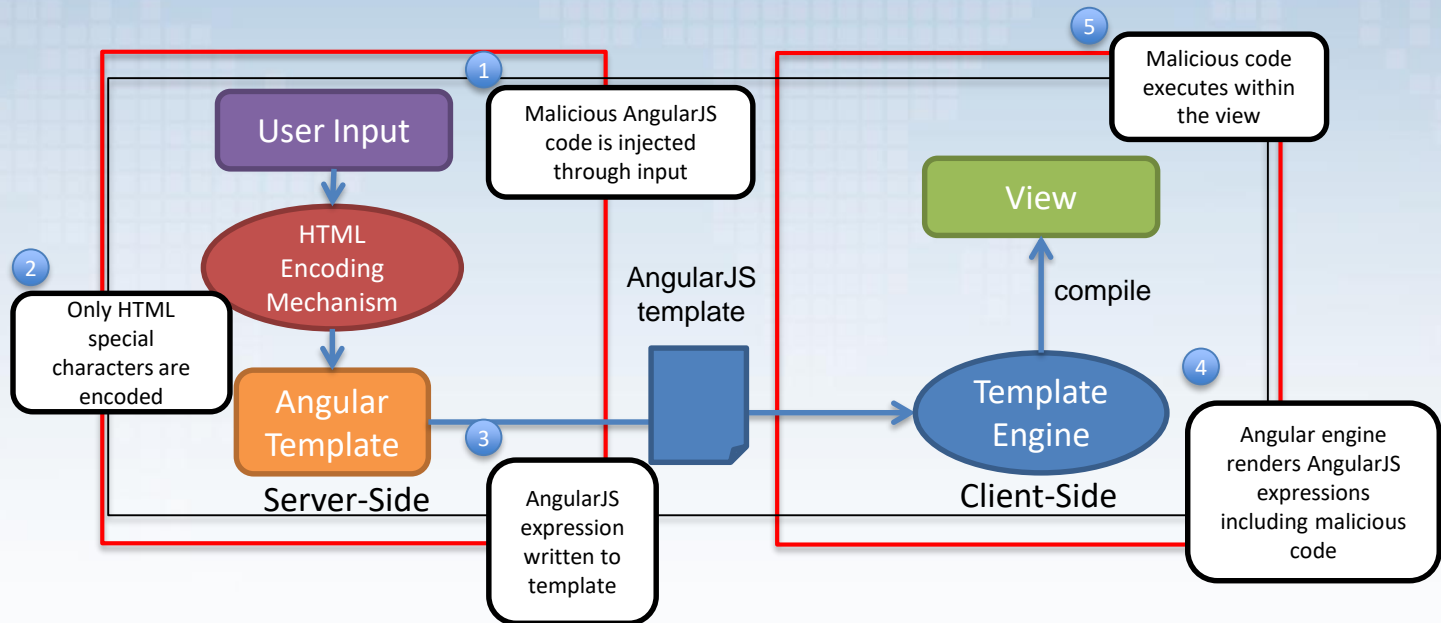 1
Malicious AngularJS
code is injected
through input
User Input
HTML
Encoding
Mechanism
2
Only HTML
special
characters are
encoded
Angular
Template
Server-Side
3
AngularJS
expression
written to
template
AngularJS
template
Template
Engine
Client-Side
4
Angular engine
renders AngularJS
expressions
including malicious
code
compile
View
5
Malicious code
executes within
the view